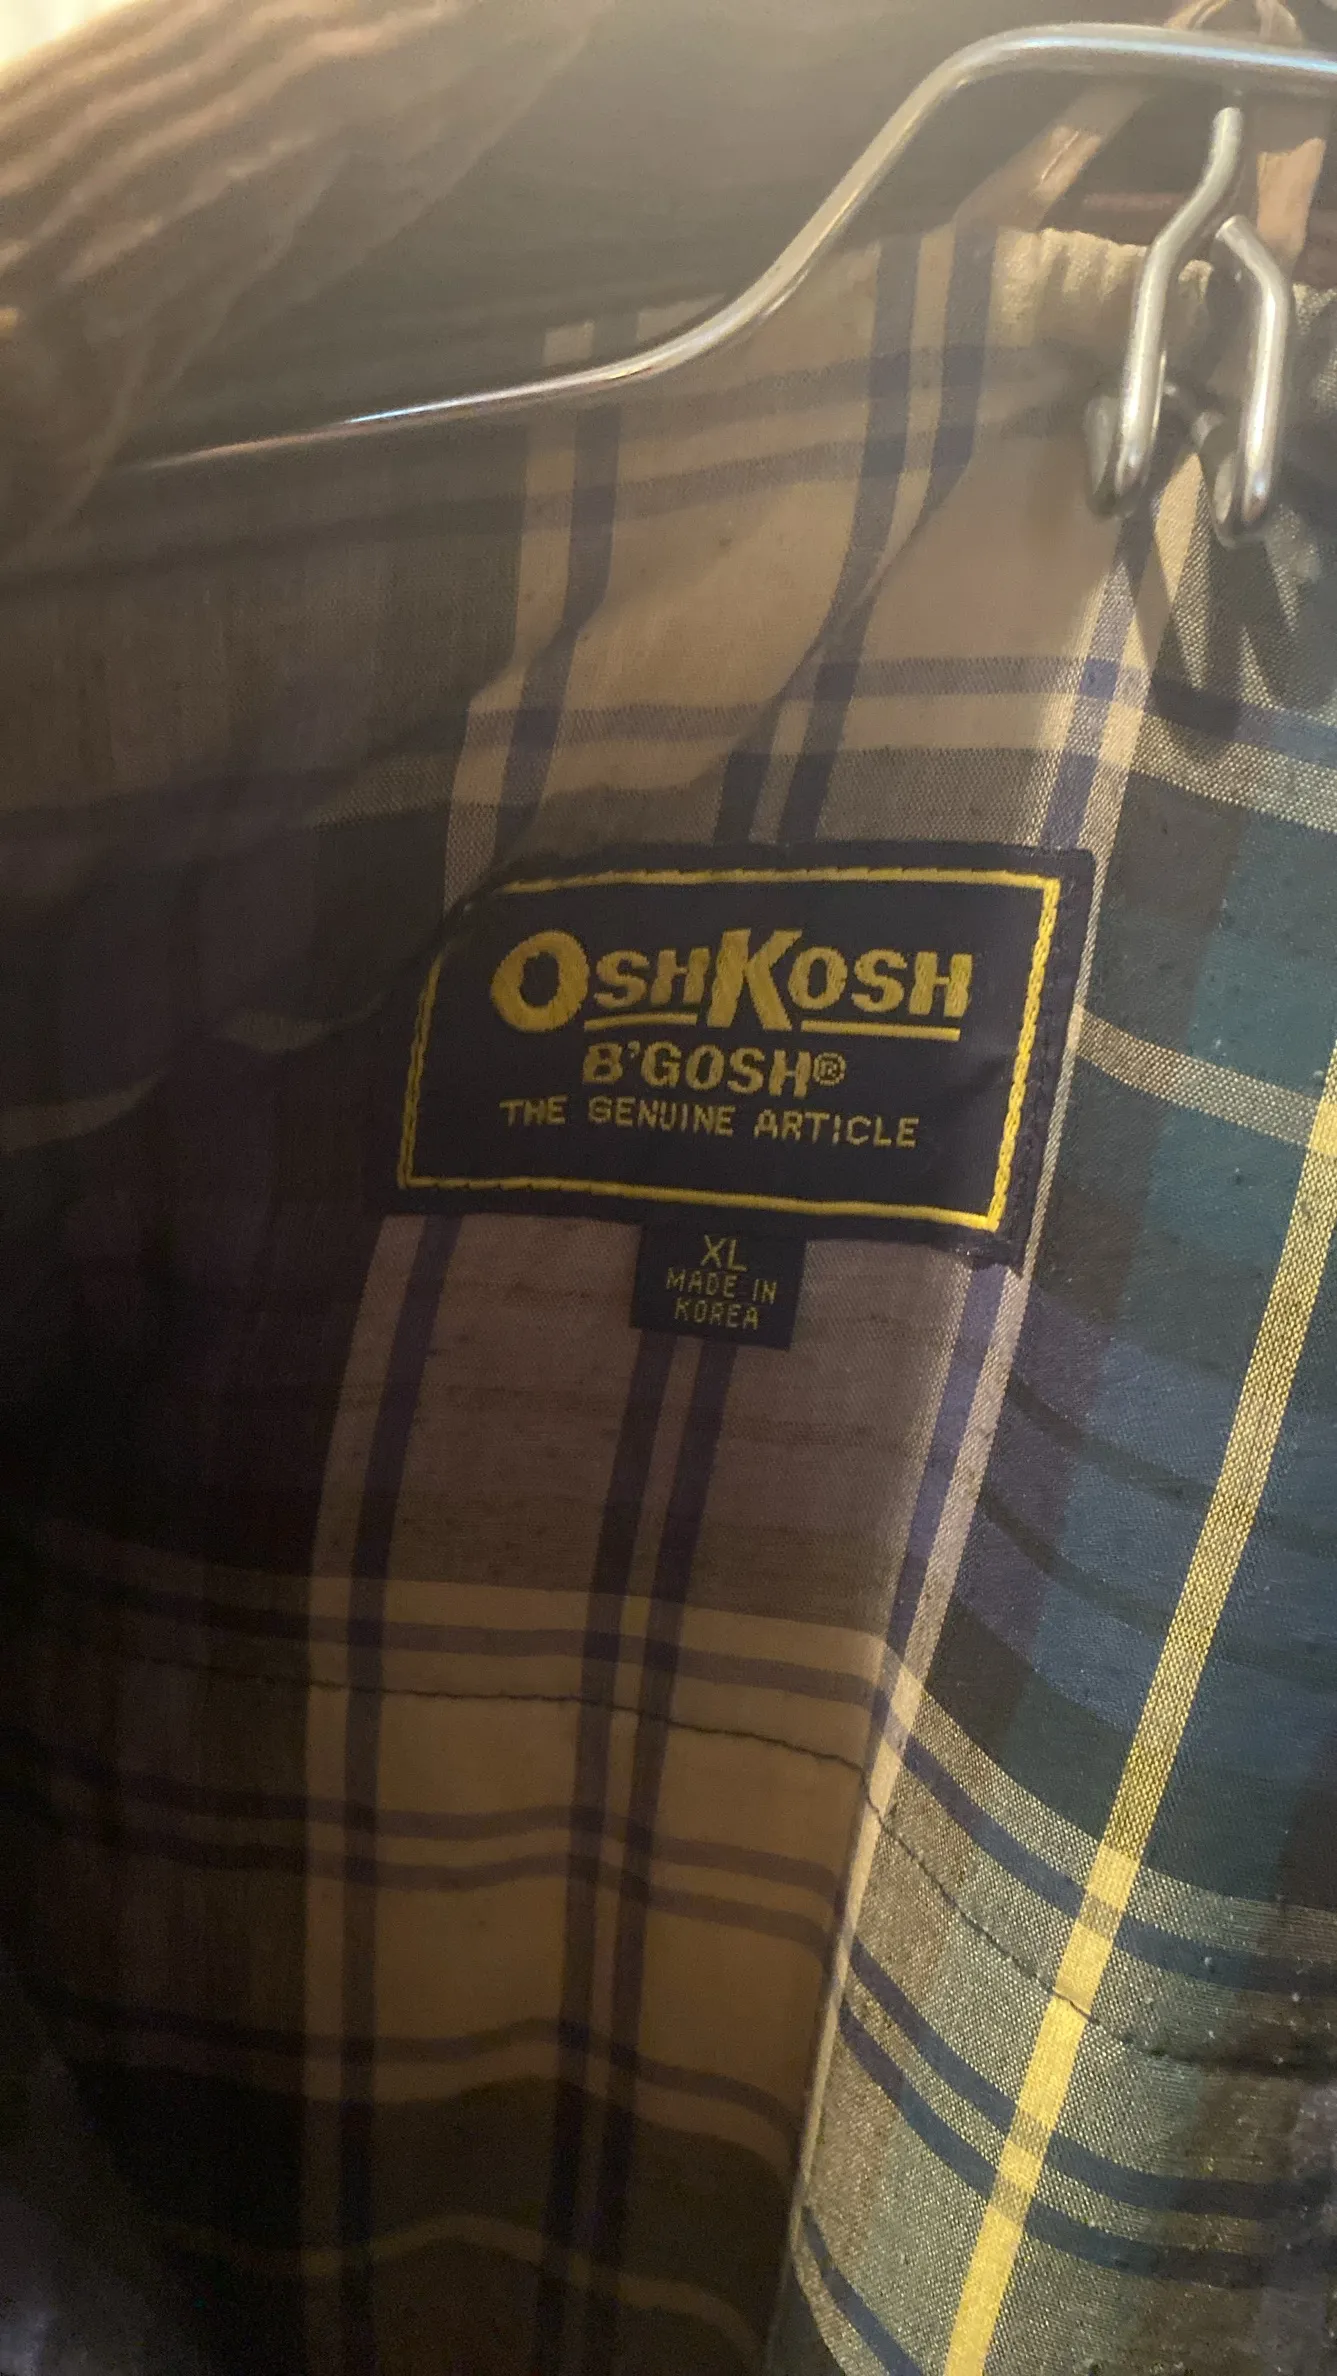 OSHKOSH
B'GOSH®
THE GENUINE ARTICLE
XL
MADE IN
KOREA